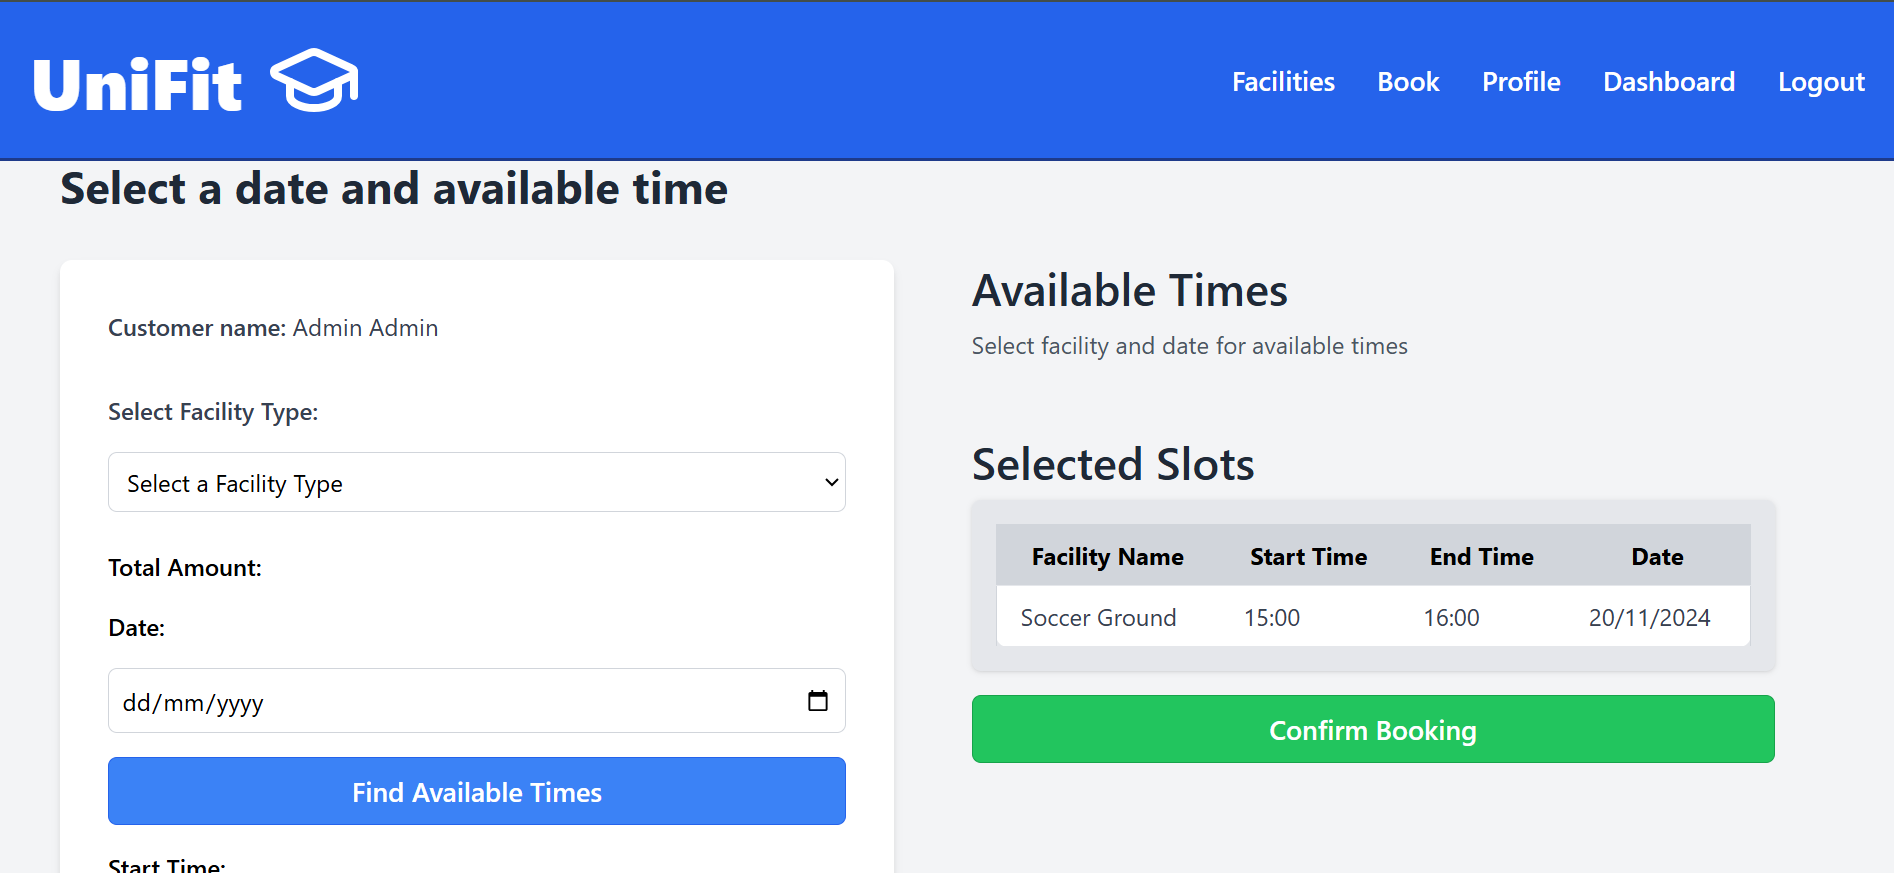 UniFit
Facilities Book Profile Dashboard Logout
Select a date and available time
Customer name: Admin Admin
Select Facility Type:
Select a Facility Type
Total Amount:
Date:
dd/mm/yyyy
Find Available Times
Start Time:
Available Times
Select facility and date for available times
Selected Slots
Facility Name Start Time End Time Date
Soccer Ground 15:00 16:00 20/11/2024
Confirm Booking